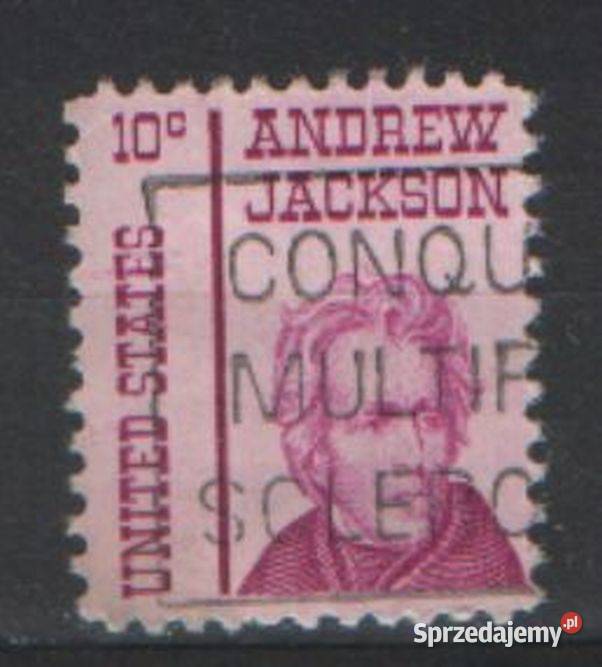 10c
ANDREW
JACKSON
UNITED STATES
CONQU
MULTIP
SCLERO
Sprzedajemy.pl